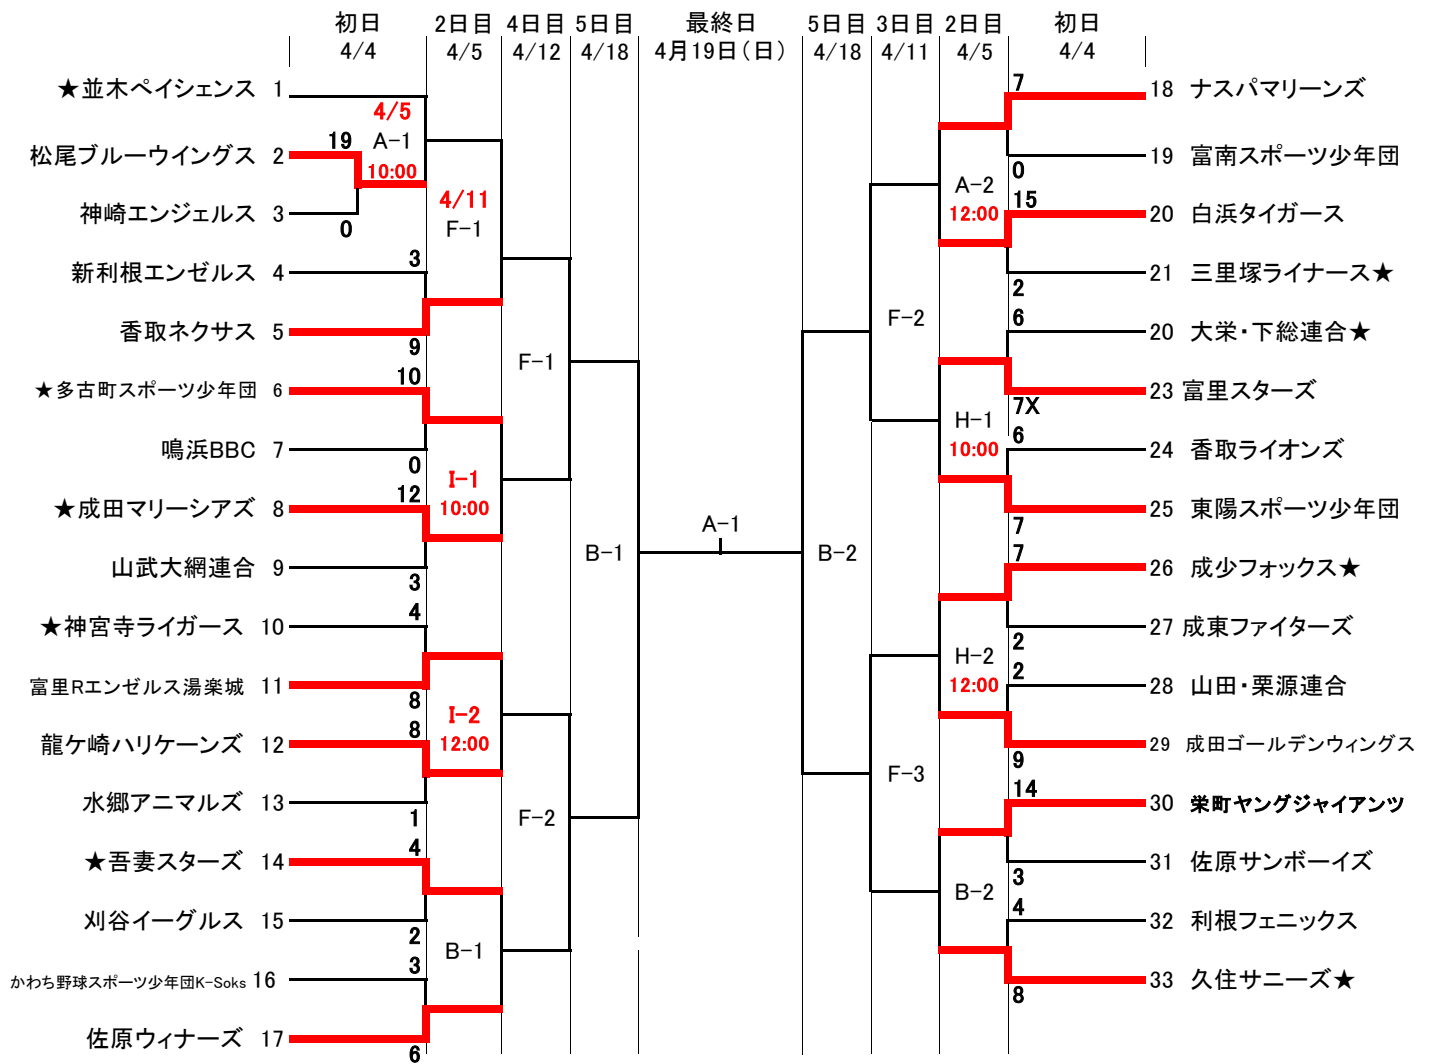 初日 2日目 4日目 5日目 最終日 5日目 3日目 2日目 初日
4/4 4/5 4/12 4/18 4月19日(日) 4/18 4/11 4/5 4/4
★並木ペイシェンス 1
4/5
A-1
10:00
19
松尾ブルーウイングス 2
神崎エンジェルス 3
0
4/11
F-1
3
新利根エンゼルス 4
香取ネクサス 5
9
10
★多古町スポーツ少年団 6
鳴浜BBC 7
0
I-1
10:00
12
★成田マリーシアズ 8
山武大網連合 9
3
4
★神宮寺ライガース 10
富里Rエンゼルス湯楽城 11
8
I-2
12:00
8
龍ケ崎ハリケーンズ 12
水郷アニマルズ 13
1
4
★吾妻スターズ 14
刈谷イーグルス 15
2
B-1
3
かわち野球スポーツ少年団K-Soks 16
佐原ウィナーズ 17
6
F-1
F-2
B-1
A-1
B-2
F-2
F-3
7
18 ナスパマリーンズ
19 富南スポーツ少年団
0
A-2
12:00
15
20 白浜タイガース
21 三里塚ライナース★
2
6
20 大栄・下総連合★
23 富里スターズ
7X
H-1
10:00
6
24 香取ライオンズ
25 東陽スポーツ少年団
7
7
26 成少フォックス★
27 成東ファイターズ
2
H-2
12:00
2
28 山田・栗源連合
29 成田ゴールデンウィングス
9
14
30 栄町ヤングジャイアンツ
31 佐原サンボーイズ
3
B-2
4
32 利根フェニックス
33 久住サニーズ★
8